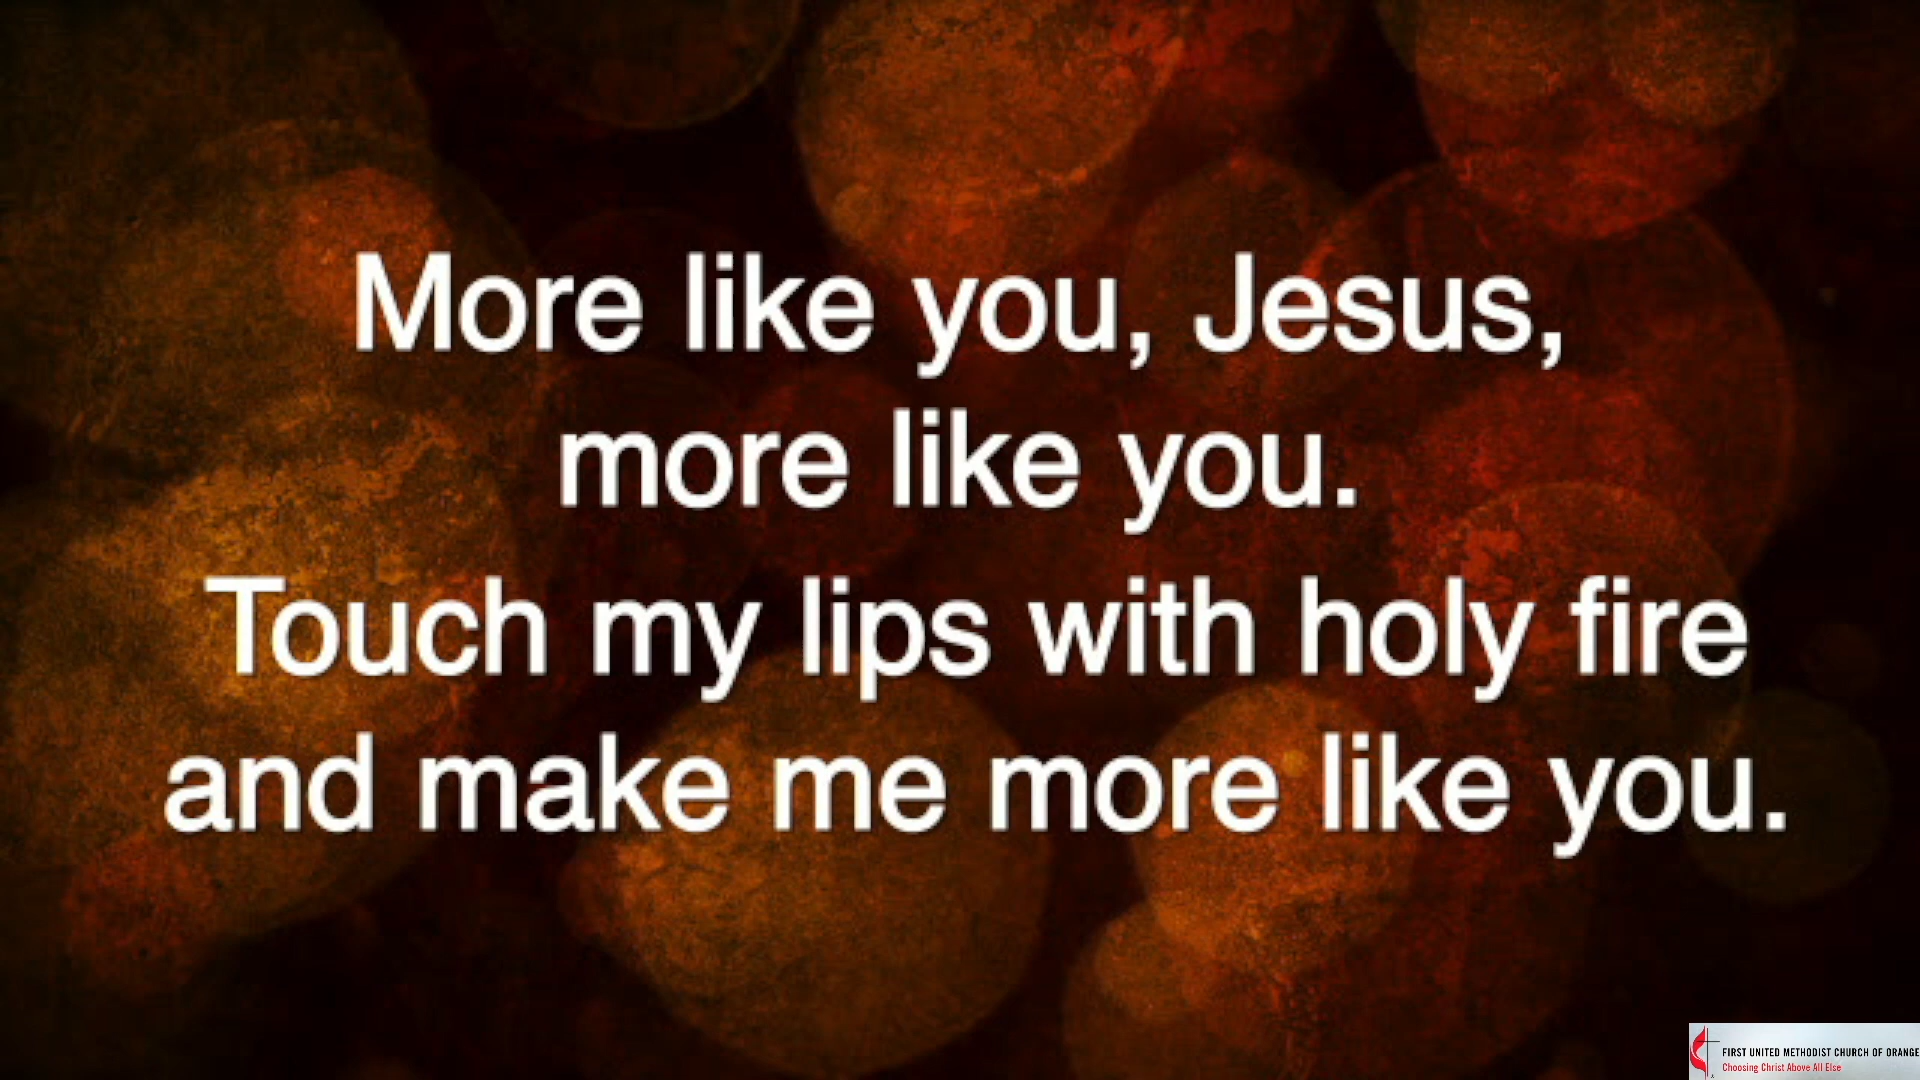 More like you, Jesus,
more like you.
Touch my lips with holy fire
and make me more like you.
FIRST UNITED METHODIST CHURCH OF ORANGE
Choosing Christ Above All Else